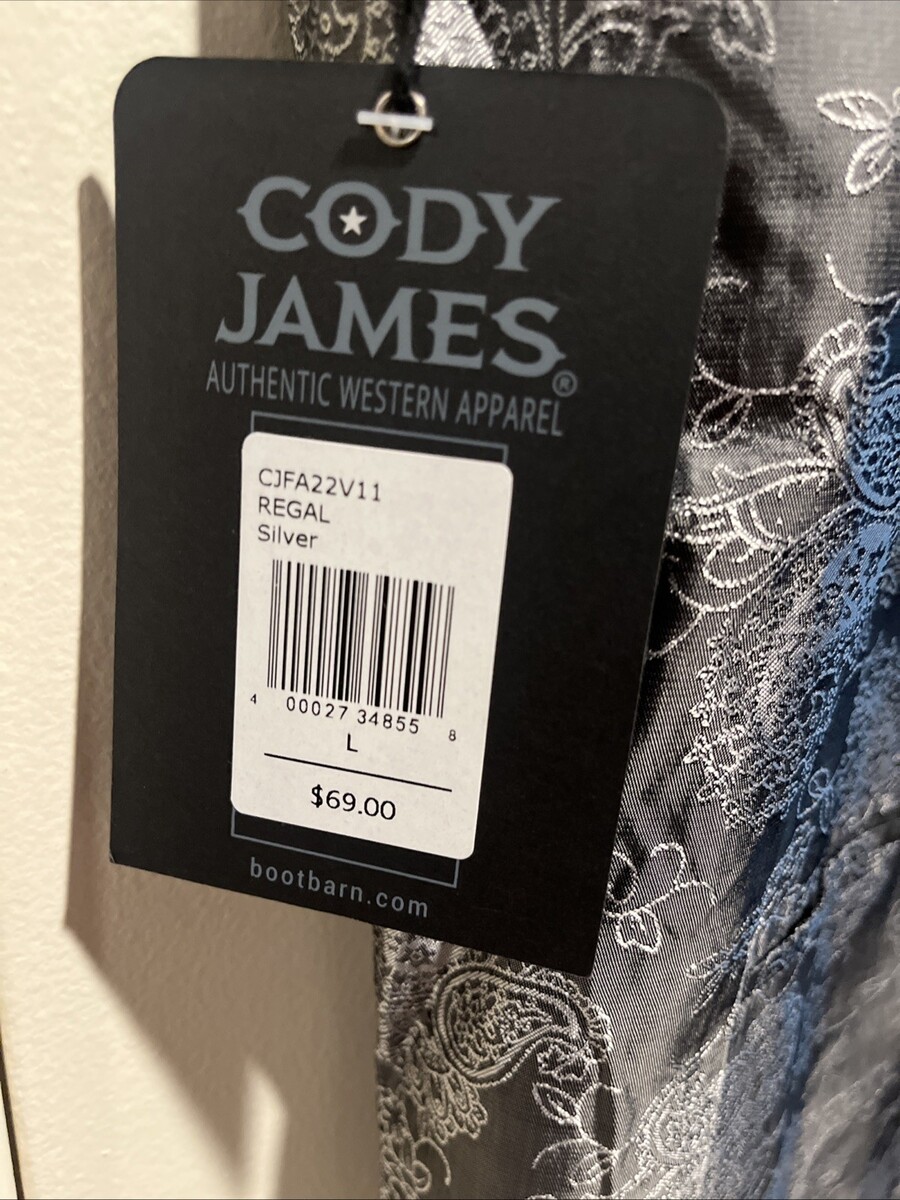 CODY
JAMES®
AUTHENTIC WESTERN APPAREL
CJFA22V11
REGAL
Silver
4 00027 34855 8
L
$69.00
bootbarn.com